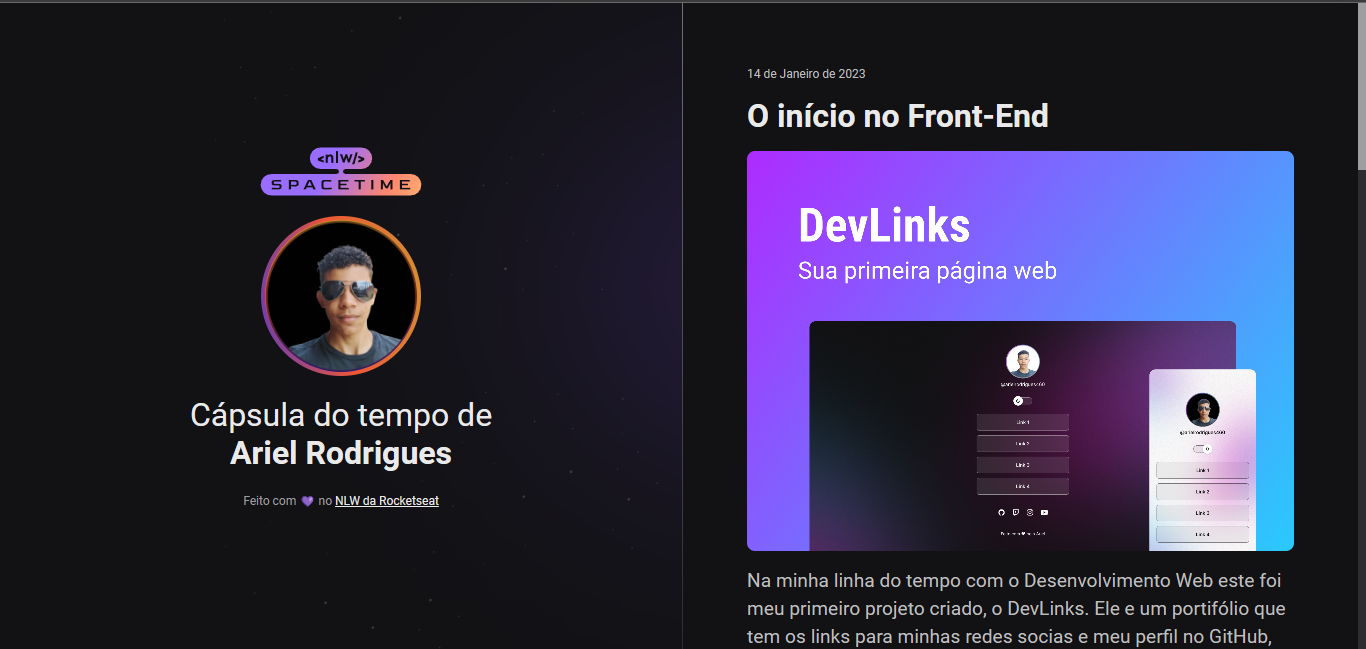 <nlw/>
SPACETIME
Cápsula do tempo de
Ariel Rodrigues
Feito com 💜 no NLW da Rocketseat
14 de Janeiro de 2023
O início no Front-End
DevLinks
Sua primeira página web
@arielrodrigues460
Link 1
Link 2
Link 3
Link 4
@arielrodrigues460
Link 1
Link 2
Link 3
Link 4
Na minha linha do tempo com o Desenvolvimento Web este foi
meu primeiro projeto criado, o DevLinks. Ele e um portifólio que
tem os links para minhas redes socias e meu perfil no GitHub,